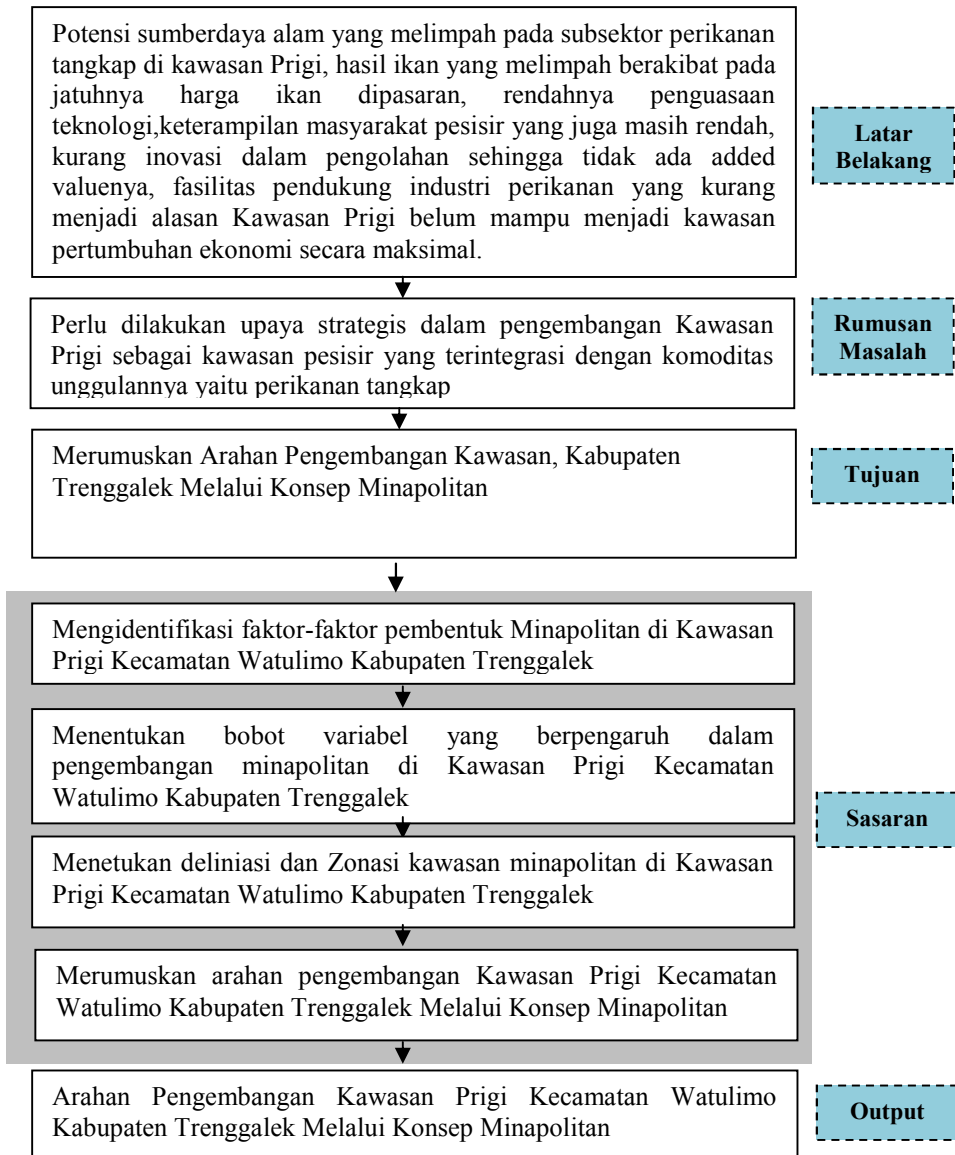 Potensi sumberdaya alam yang melimpah pada subsektor perikanan
tangkap di kawasan Prigi, hasil ikan yang melimpah berakibat pada
jatuhnya harga ikan dipasaran, rendahnya penguasaan
teknologi,keterampilan masyarakat pesisir yang juga masih rendah,
kurang inovasi dalam pengolahan sehingga tidak ada added
valuenya, fasilitas pendukung industri perikanan yang kurang
menjadi alasan Kawasan Prigi belum mampu menjadi kawasan
pertumbuhan ekonomi secara maksimal.
Latar
Belakang
Perlu dilakukan upaya strategis dalam pengembangan Kawasan
Prigi sebagai kawasan pesisir yang terintegrasi dengan komoditas
unggulannya yaitu perikanan tangkap
Rumusan
Masalah
Merumuskan Arahan Pengembangan Kawasan, Kabupaten
Trenggalek Melalui Konsep Minapolitan
Tujuan
Mengidentifikasi faktor-faktor pembentuk Minapolitan di Kawasan
Prigi Kecamatan Watulimo Kabupaten Trenggalek
Menentukan bobot variabel yang berpengaruh dalam
pengembangan minapolitan di Kawasan Prigi Kecamatan
Watulimo Kabupaten Trenggalek
Menetukan deliniasi dan Zonasi kawasan minapolitan di Kawasan
Prigi Kecamatan Watulimo Kabupaten Trenggalek
Merumuskan arahan pengembangan Kawasan Prigi Kecamatan
Watulimo Kabupaten Trenggalek Melalui Konsep Minapolitan
Sasaran
Arahan Pengembangan Kawasan Prigi Kecamatan Watulimo
Kabupaten Trenggalek Melalui Konsep Minapolitan
Output